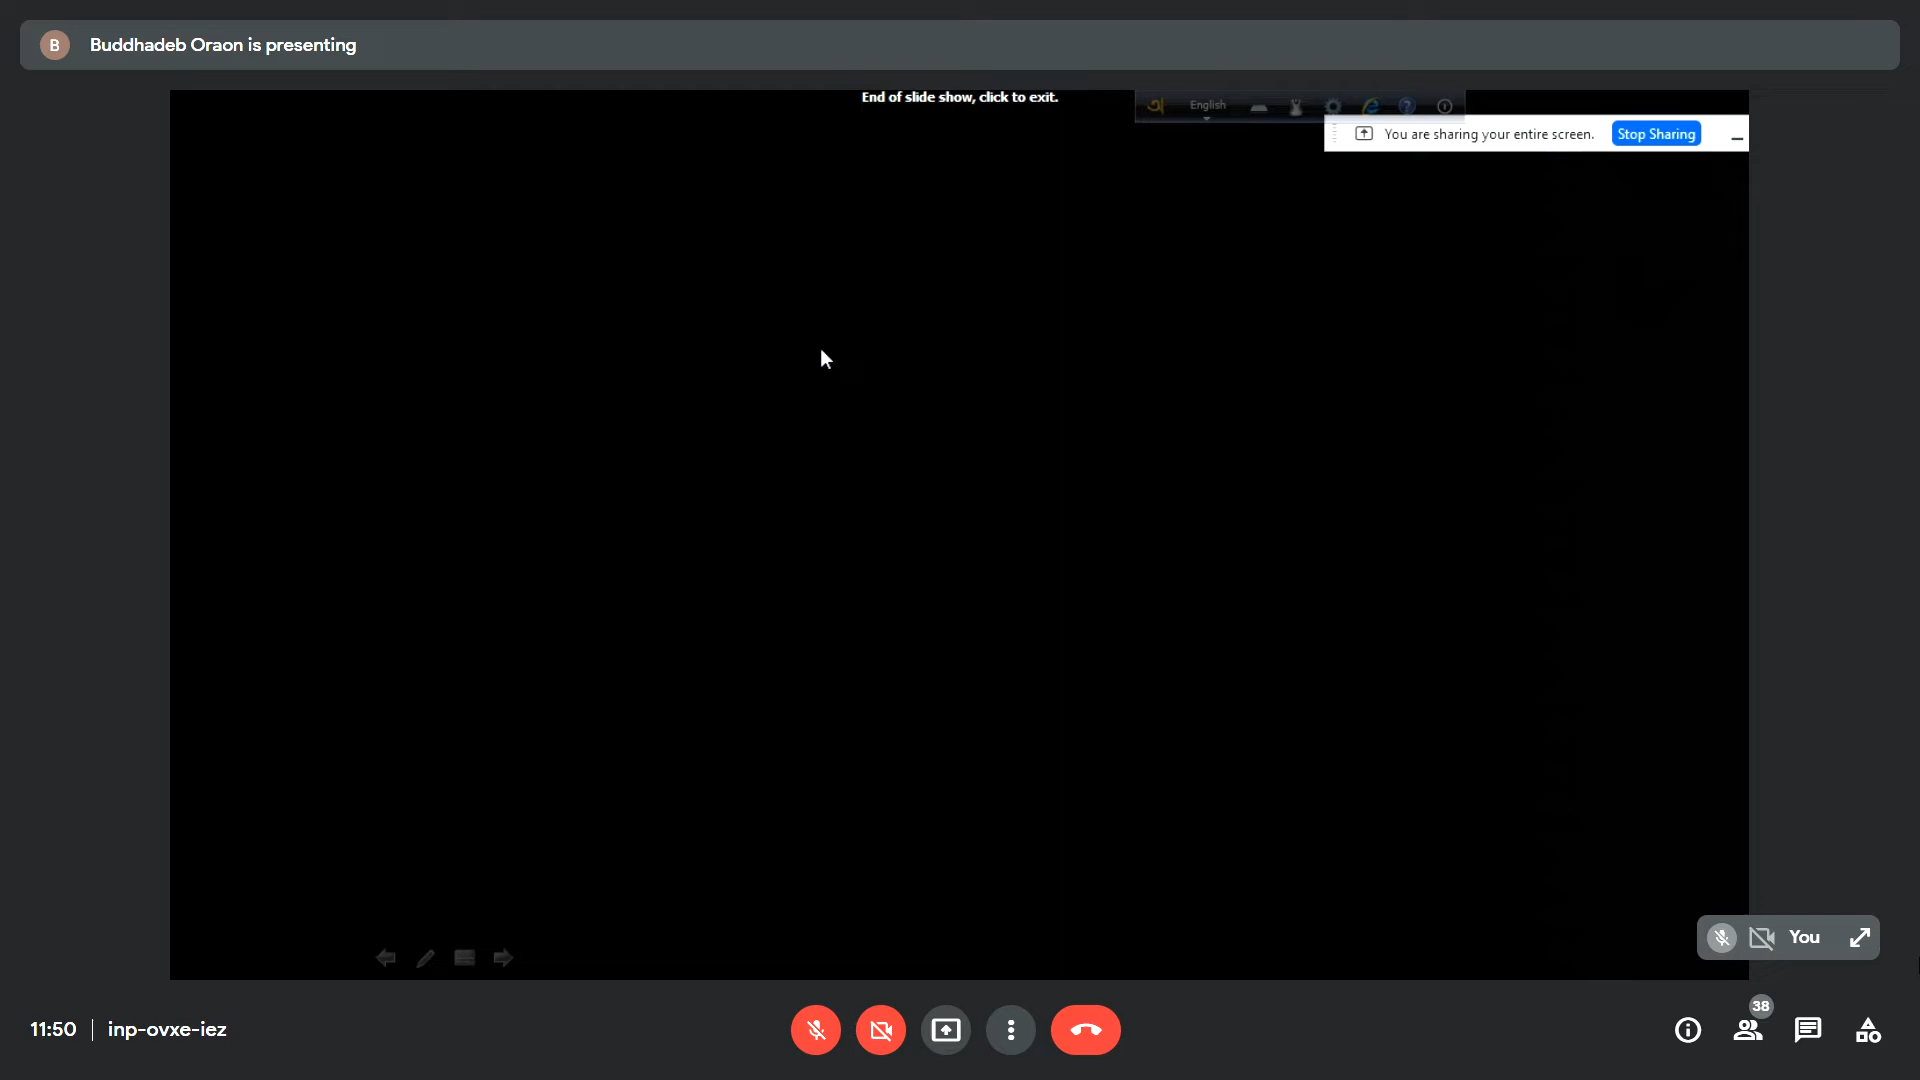 B Buddhadeb Oraon is presenting
End of slide show, click to exit.
অ English
You are sharing your entire screen. Stop Sharing
You
38
11:50 inp-ovxe-iez